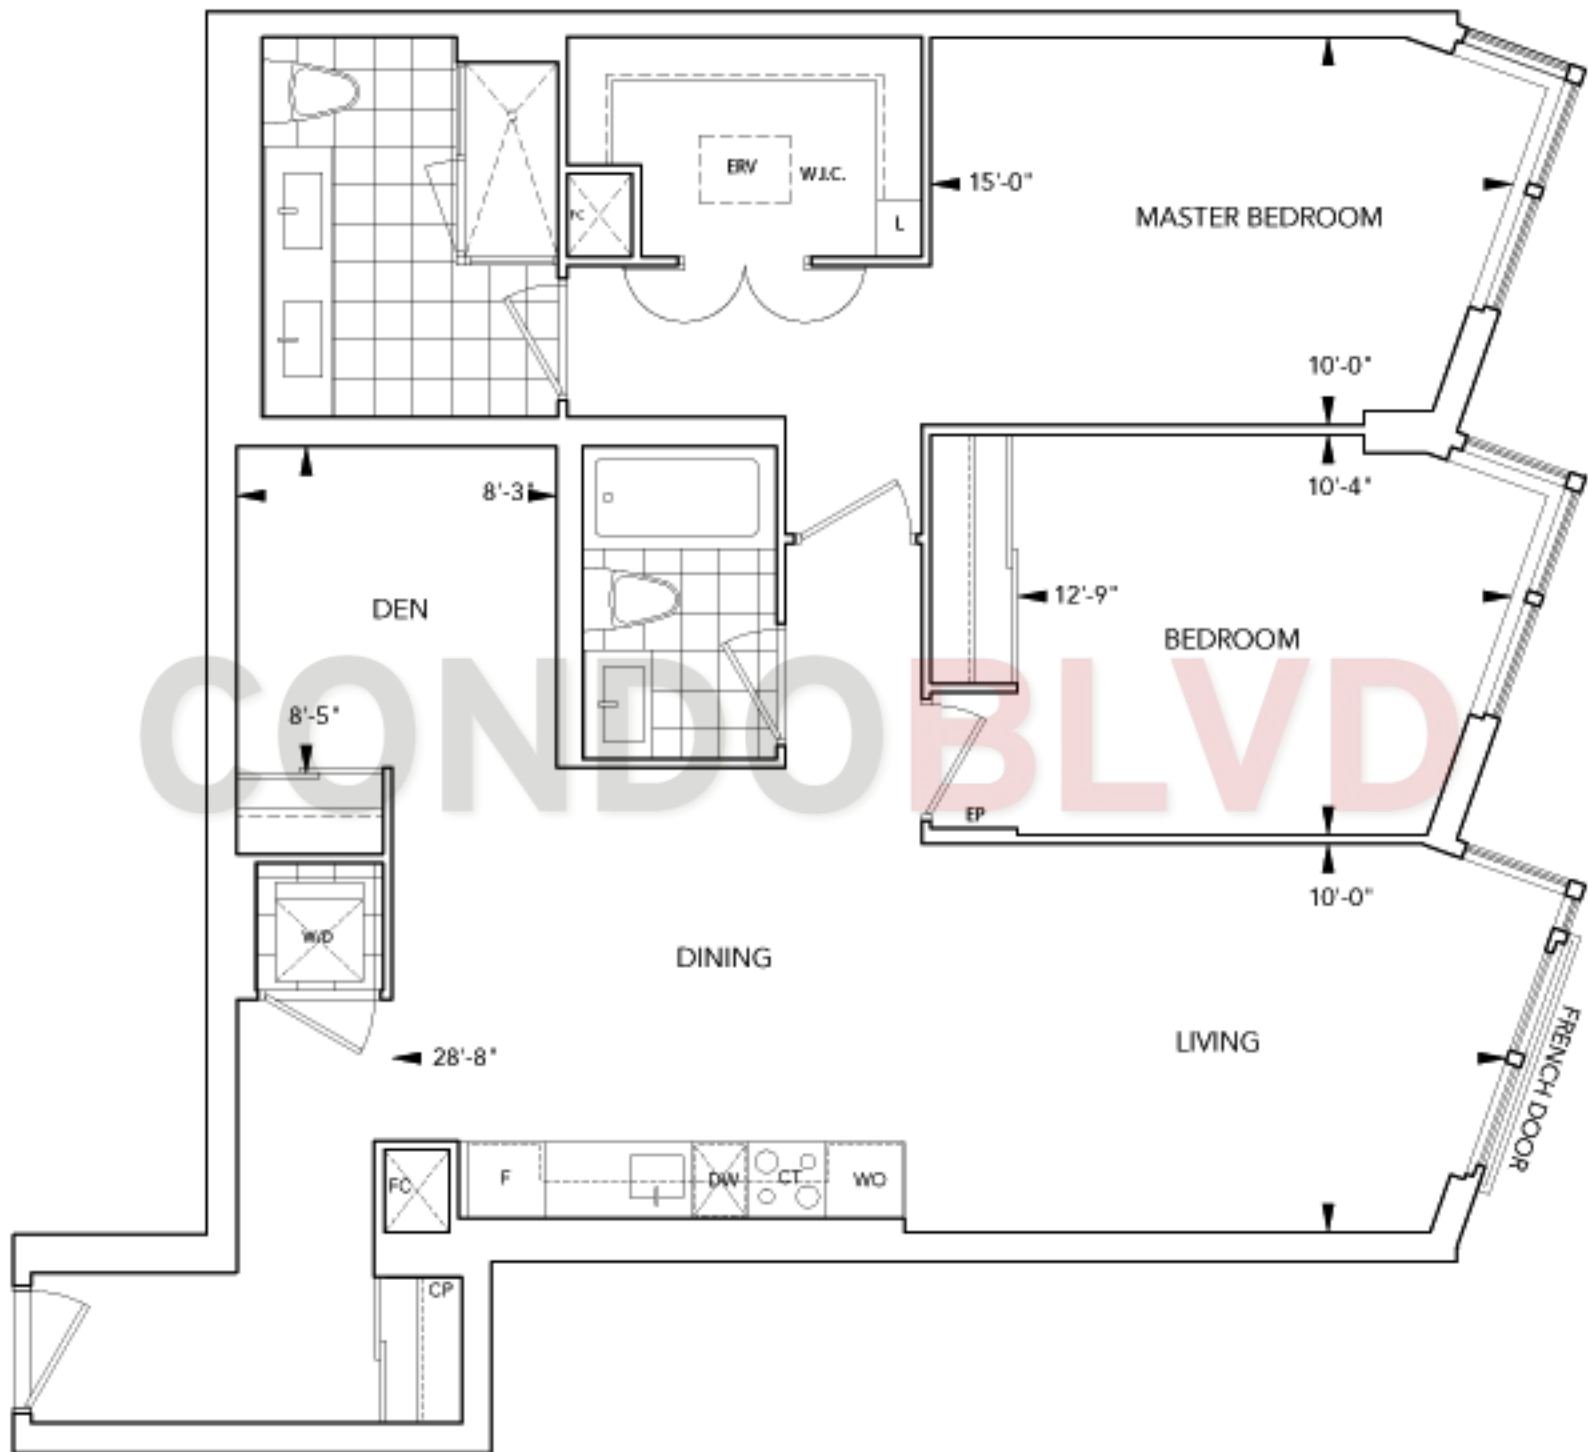 ERV
W.I.C.
FC
L
15'-0"
MASTER BEDROOM
10'-0"
10'-4"
8'-3"
DEN
12'-9"
BEDROOM
CONDOBLVD
8'-5"
EP
10'-0"
W/D
DINING
LIVING
28'-8"
FRENCH DOOR
FC
F
DW
CT
WO
CP